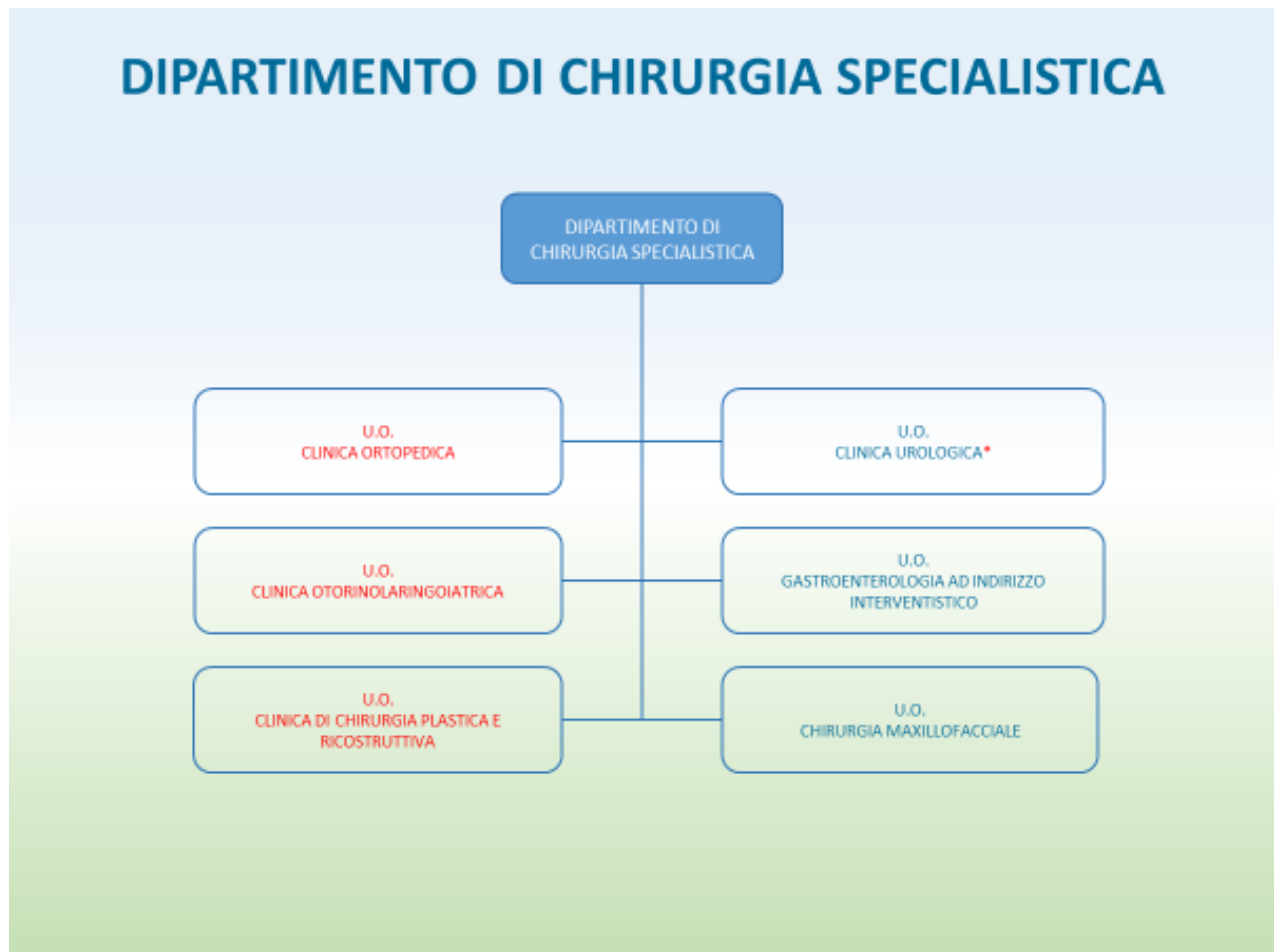 DIPARTIMENTO DI CHIRURGIA SPECIALISTICA
DIPARTIMENTO DI
CHIRURGIA SPECIALISTICA
U.O.
CLINICA ORTOPEDICA
U.O.
CLINICA UROLOGICA*
U.O.
CLINICA OTORINOLARINGOIATRICA
U.O.
GASTROENTEROLOGIA AD INDIRIZZO
INTERVENTISTICO
U.O.
CLINICA DI CHIRURGIA PLASTICA E
RICOSTRUTTIVA
U.O.
CHIRURGIA MAXILLOFACCIALE